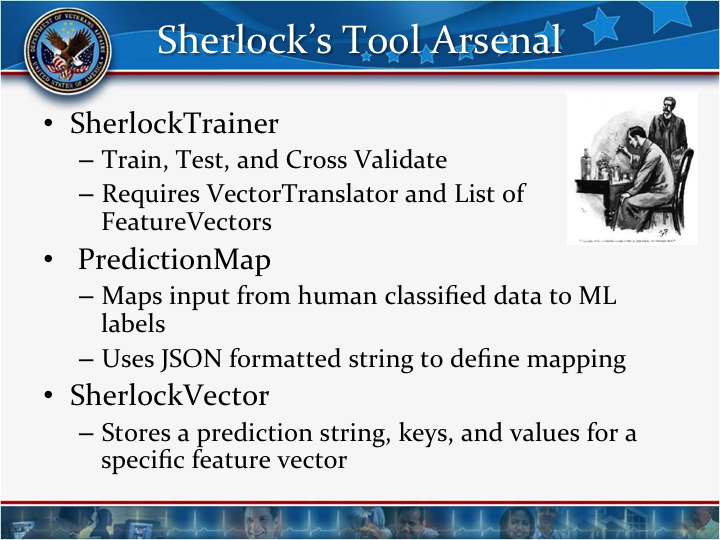 Sherlock's Tool Arsenal
DEPARTMENT OF VETERANS AFFAIRS
UNITED STATES OF AMERICA
• SherlockTrainer
– Train, Test, and Cross Validate
– Requires VectorTranslator and List of
FeatureVectors
• PredictionMap
– Maps input from human classified data to ML
labels
– Uses JSON formatted string to define mapping
• SherlockVector
– Stores a prediction string, keys, and values for a
specific feature vector